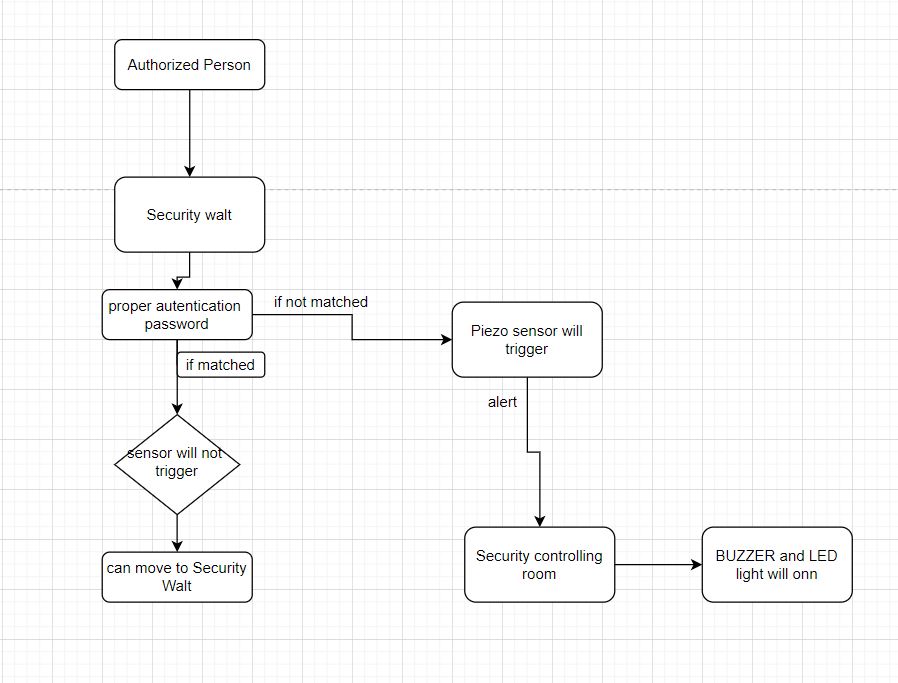 Authorized Person
Security walt
proper autentication
password
if not matched
Piezo sensor will
trigger
if matched
alert
sensor will not
trigger
can move to Security
Walt
Security controlling
room
BUZZER and LED
light will onn